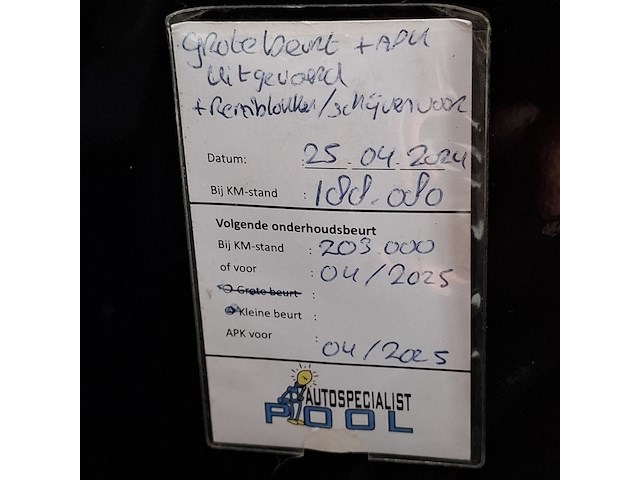 Grote beurt + APK
uitgevoerd
+ Remblokken / schijven voor
Datum: : 25.04.2024
Bij KM-stand : 188.080
Volgende onderhoudsbeurt
Bij KM-stand : 203.000
of voor : 04/2025
Grote beurt :
Kleine beurt :
APK voor : 04/2025
AUTOSPECIALIST
POOL